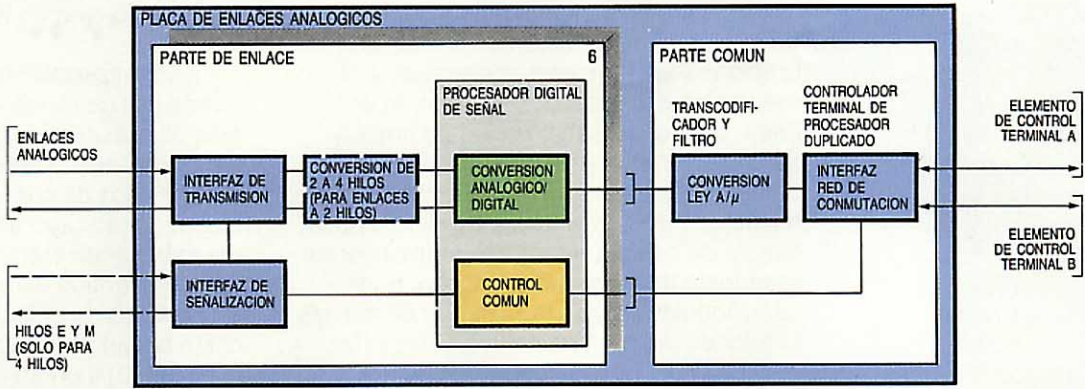 PLACA DE ENLACES ANALOGICOS
PARTE DE ENLACE
6
PARTE COMUN
PROCESADOR DIGITAL
DE SEÑAL
TRANSCODIFI-
CADOR Y
FILTRO
CONTROLADOR
TERMINAL DE
PROCESADOR
DUPLICADO
ELEMENTO
DE CONTROL
TERMINAL A
ENLACES
ANALOGICOS
INTERFAZ DE
TRANSMISION
CONVERSION DE
2 A 4 HILOS
(PARA ENLACES
A 2 HILOS)
CONVERSION
ANALOGICO/
DIGITAL
CONVERSION
LEY A/µ
INTERFAZ
RED DE
CONMUTACION
ELEMENTO
DE CONTROL
TERMINAL B
INTERFAZ DE
SEÑALIZACION
CONTROL
COMUN
HILOS E Y M
(SOLO PARA
4 HILOS)